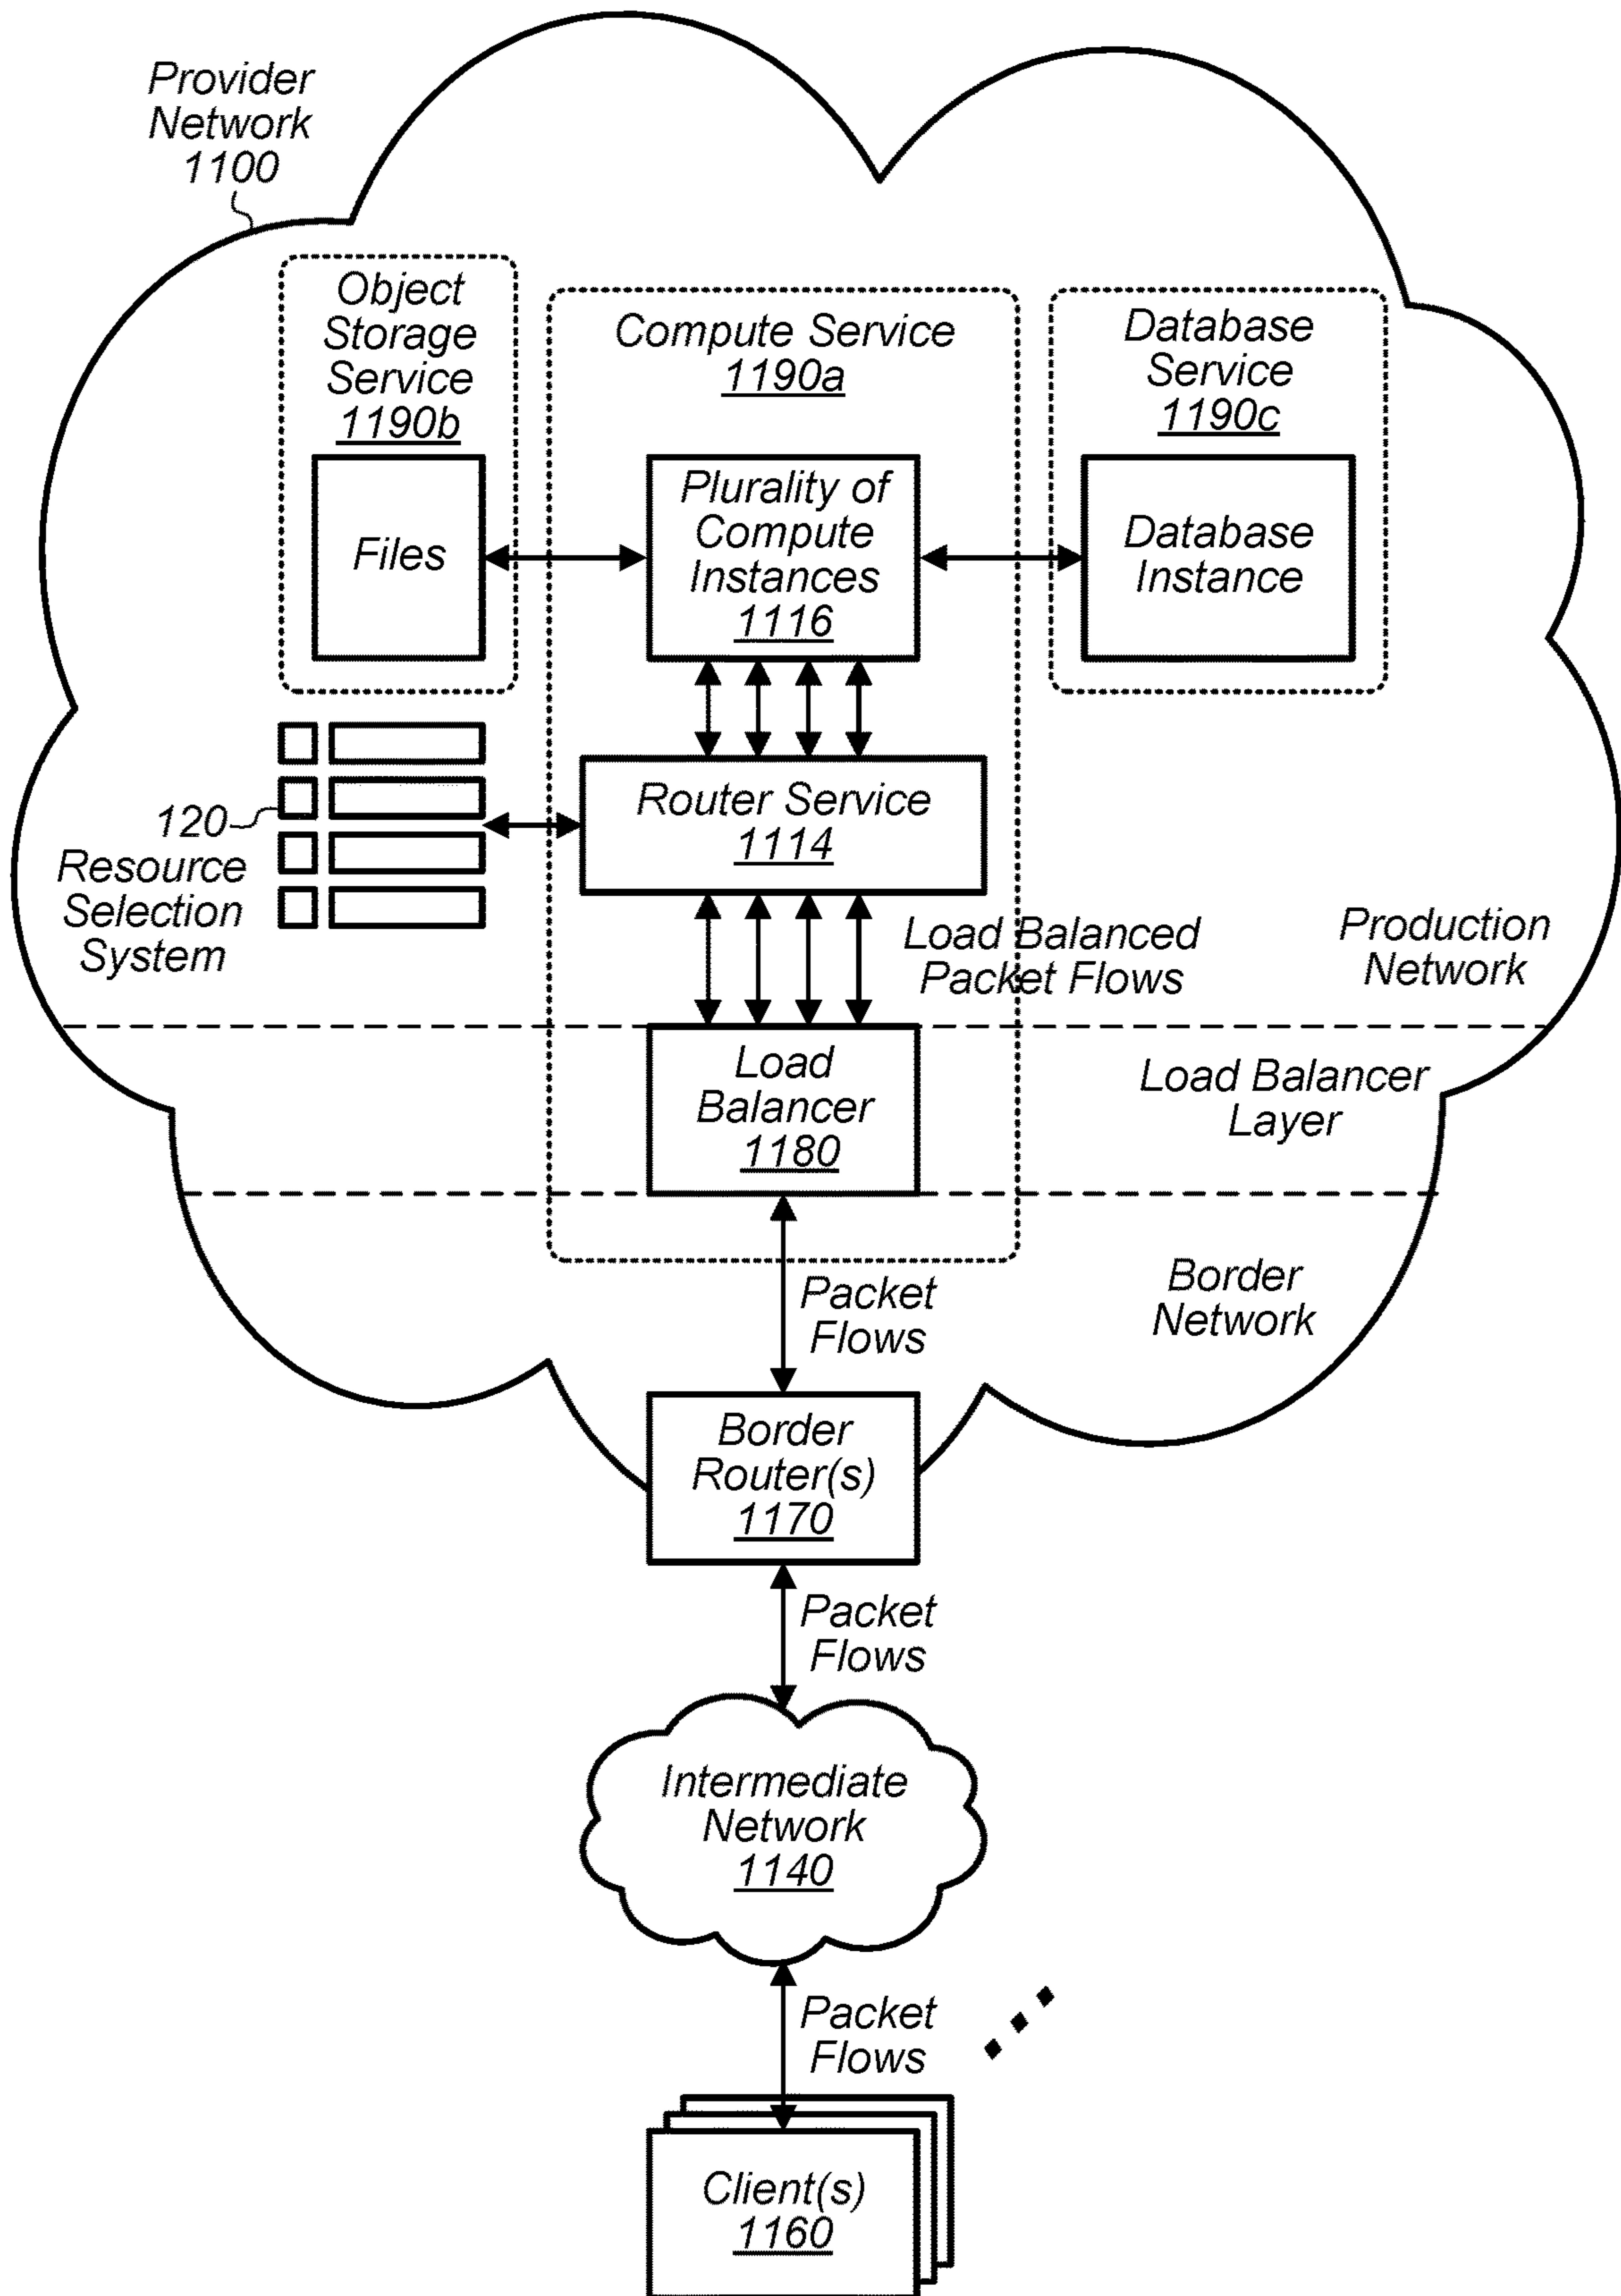 Provider
Network
1100
Object
Storage
Service
1190b
Compute Service
1190a
Database
Service
1190c
Files
Plurality of
Compute
Instances
1116
Database
Instance
120
Resource
Selection
System
Router Service
1114
Load Balanced
Packet Flows
Production
Network
Load
Balancer
1180
Load Balancer
Layer
Packet
Flows
Border
Network
Border
Router(s)
1170
Packet
Flows
Intermediate
Network
1140
Packet
Flows
Client(s)
1160